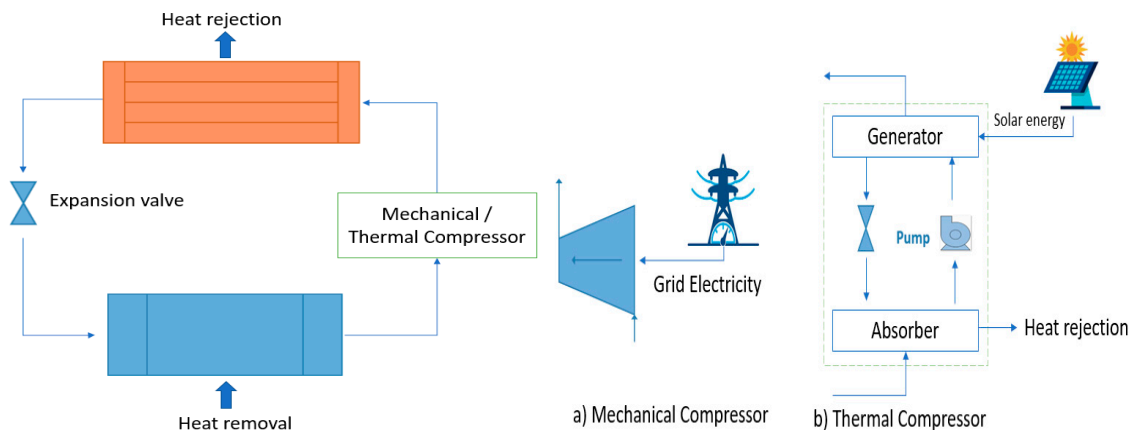 Heat rejection
Expansion valve
Mechanical /
Thermal Compressor
Heat removal
Grid Electricity
a) Mechanical Compressor
Solar energy
Generator
Pump
Absorber
Heat rejection
b) Thermal Compressor